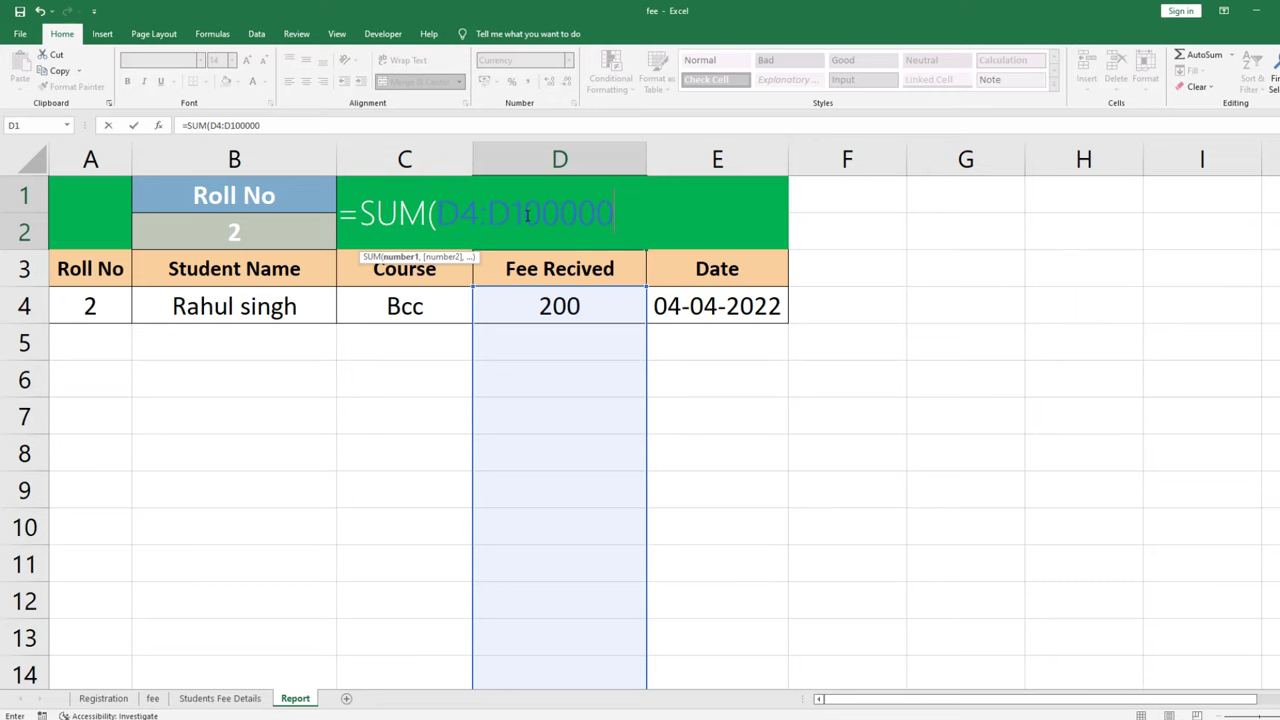 fee - Excel
Sign in
File Home Insert Page Layout Formulas Data Review View Developer Help Tell me what you want to do
Paste
Cut
Copy
Format Painter
Clipboard
14
B I U
Font
Wrap Text
Merge & Center
Alignment
Currency
Number
Conditional Formatting
Format as Table
Normal Bad Good Neutral Calculation
Check Cell Explanatory ... Input Linked Cell Note
Styles
Insert Delete Format
Cells
AutoSum
Fill
Clear
Sort & Filter
Editing
D1 =SUM(D4:D100000
A B C D E F G H I
1 Roll No =SUM(D4:D100000
2 2
SUM(number1, [number2], ...)
3 Roll No Student Name Course Fee Recived Date
4 2 Rahul singh Bcc 200 04-04-2022
5
6
7
8
9
10
11
12
13
14
Registration fee Students Fee Details Report
Enter Accessibility: Investigate